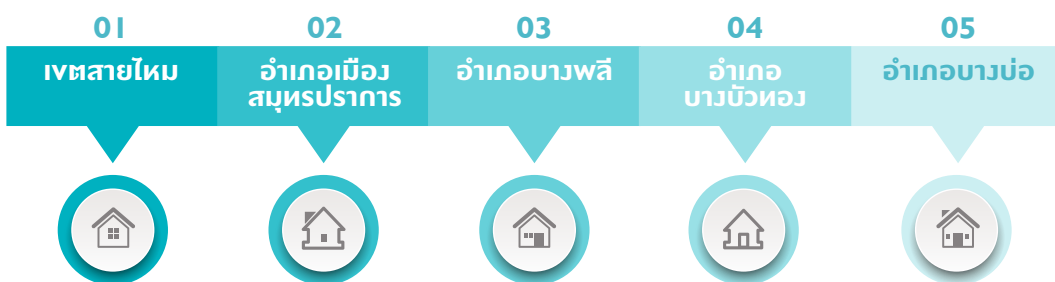 01
เขตสายไหม
02
อำเภอเมือง
สมุทรปราการ
03
อำเภอบางพลี
04
อำเภอ
บางบัวทอง
05
อำเภอบางบ่อ